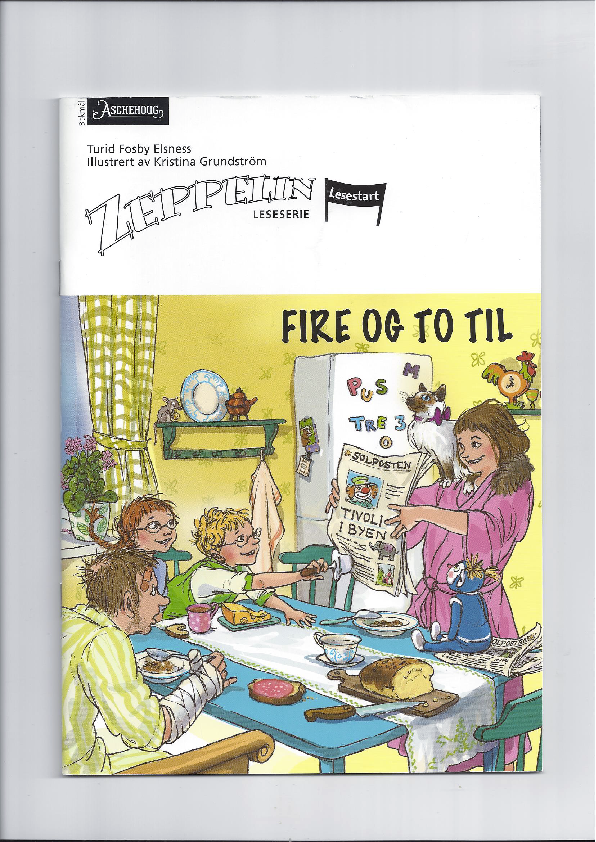 Bokmål
ASCHEHOUG
Turid Fosby Elsness
Illustrert av Kristina Grundström
ZEPPELIN
LESESERIE
Lesestart
FIRE OG TO TIL
M
PUS
TRE 3
SOLPOSTEN
TIVOLI
I BYEN